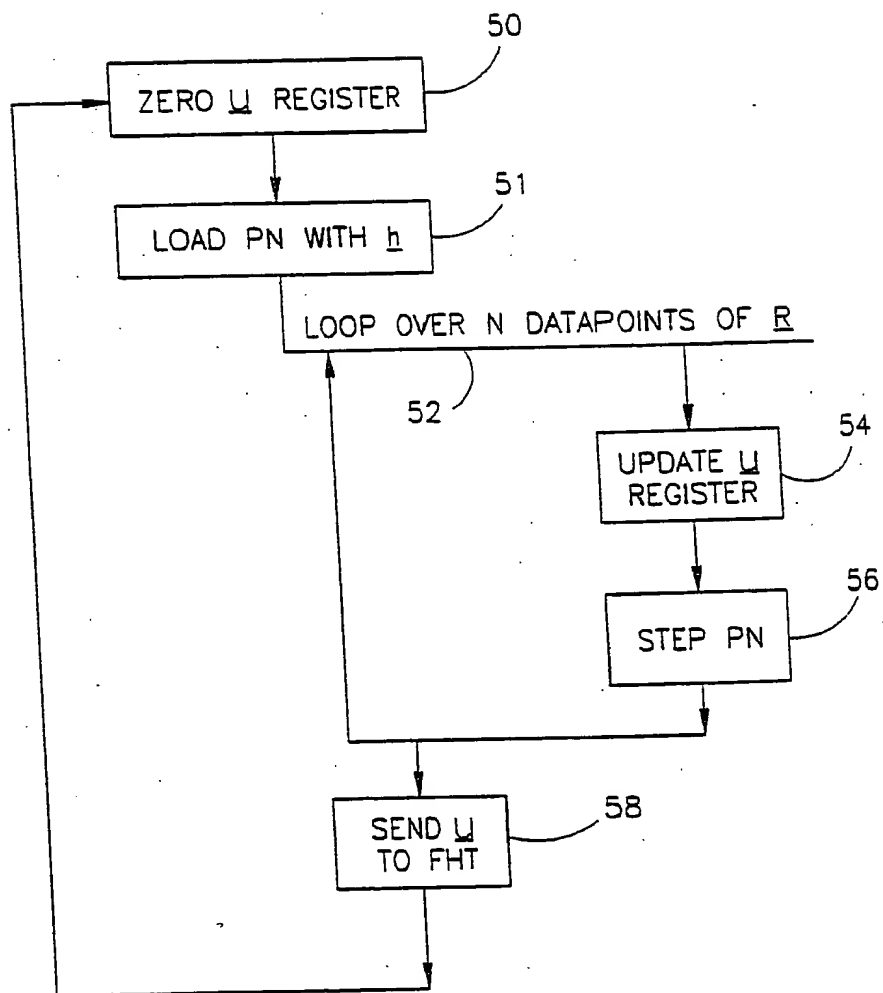 50
ZERO U REGISTER
51
LOAD PN WITH h
LOOP OVER N DATAPOINTS OF R
52
54
UPDATE U
REGISTER
56
STEP PN
58
SEND U
TO FHT